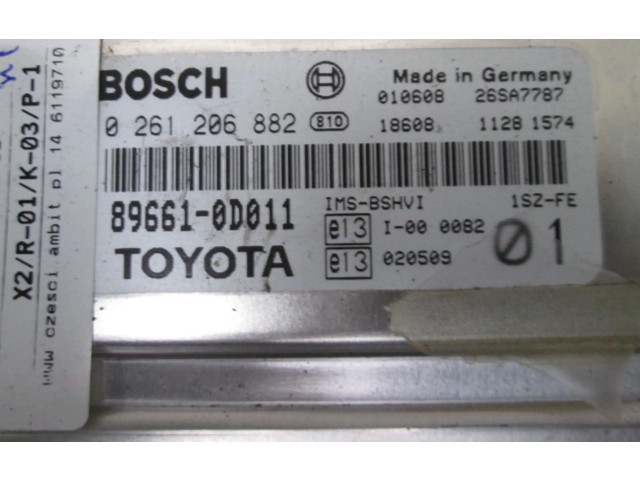 BOSCH
Made in Germany
010608 26SA7787
0 261 206 882 810 18608 1128 1574
89661-0D011
IMS-BSHVI 1SZ-FE
e13 I-00 0082
e13 020509
01
TOYOTA
X2/R-01/K-03/P-1
czesci ambit pl 14 6119710